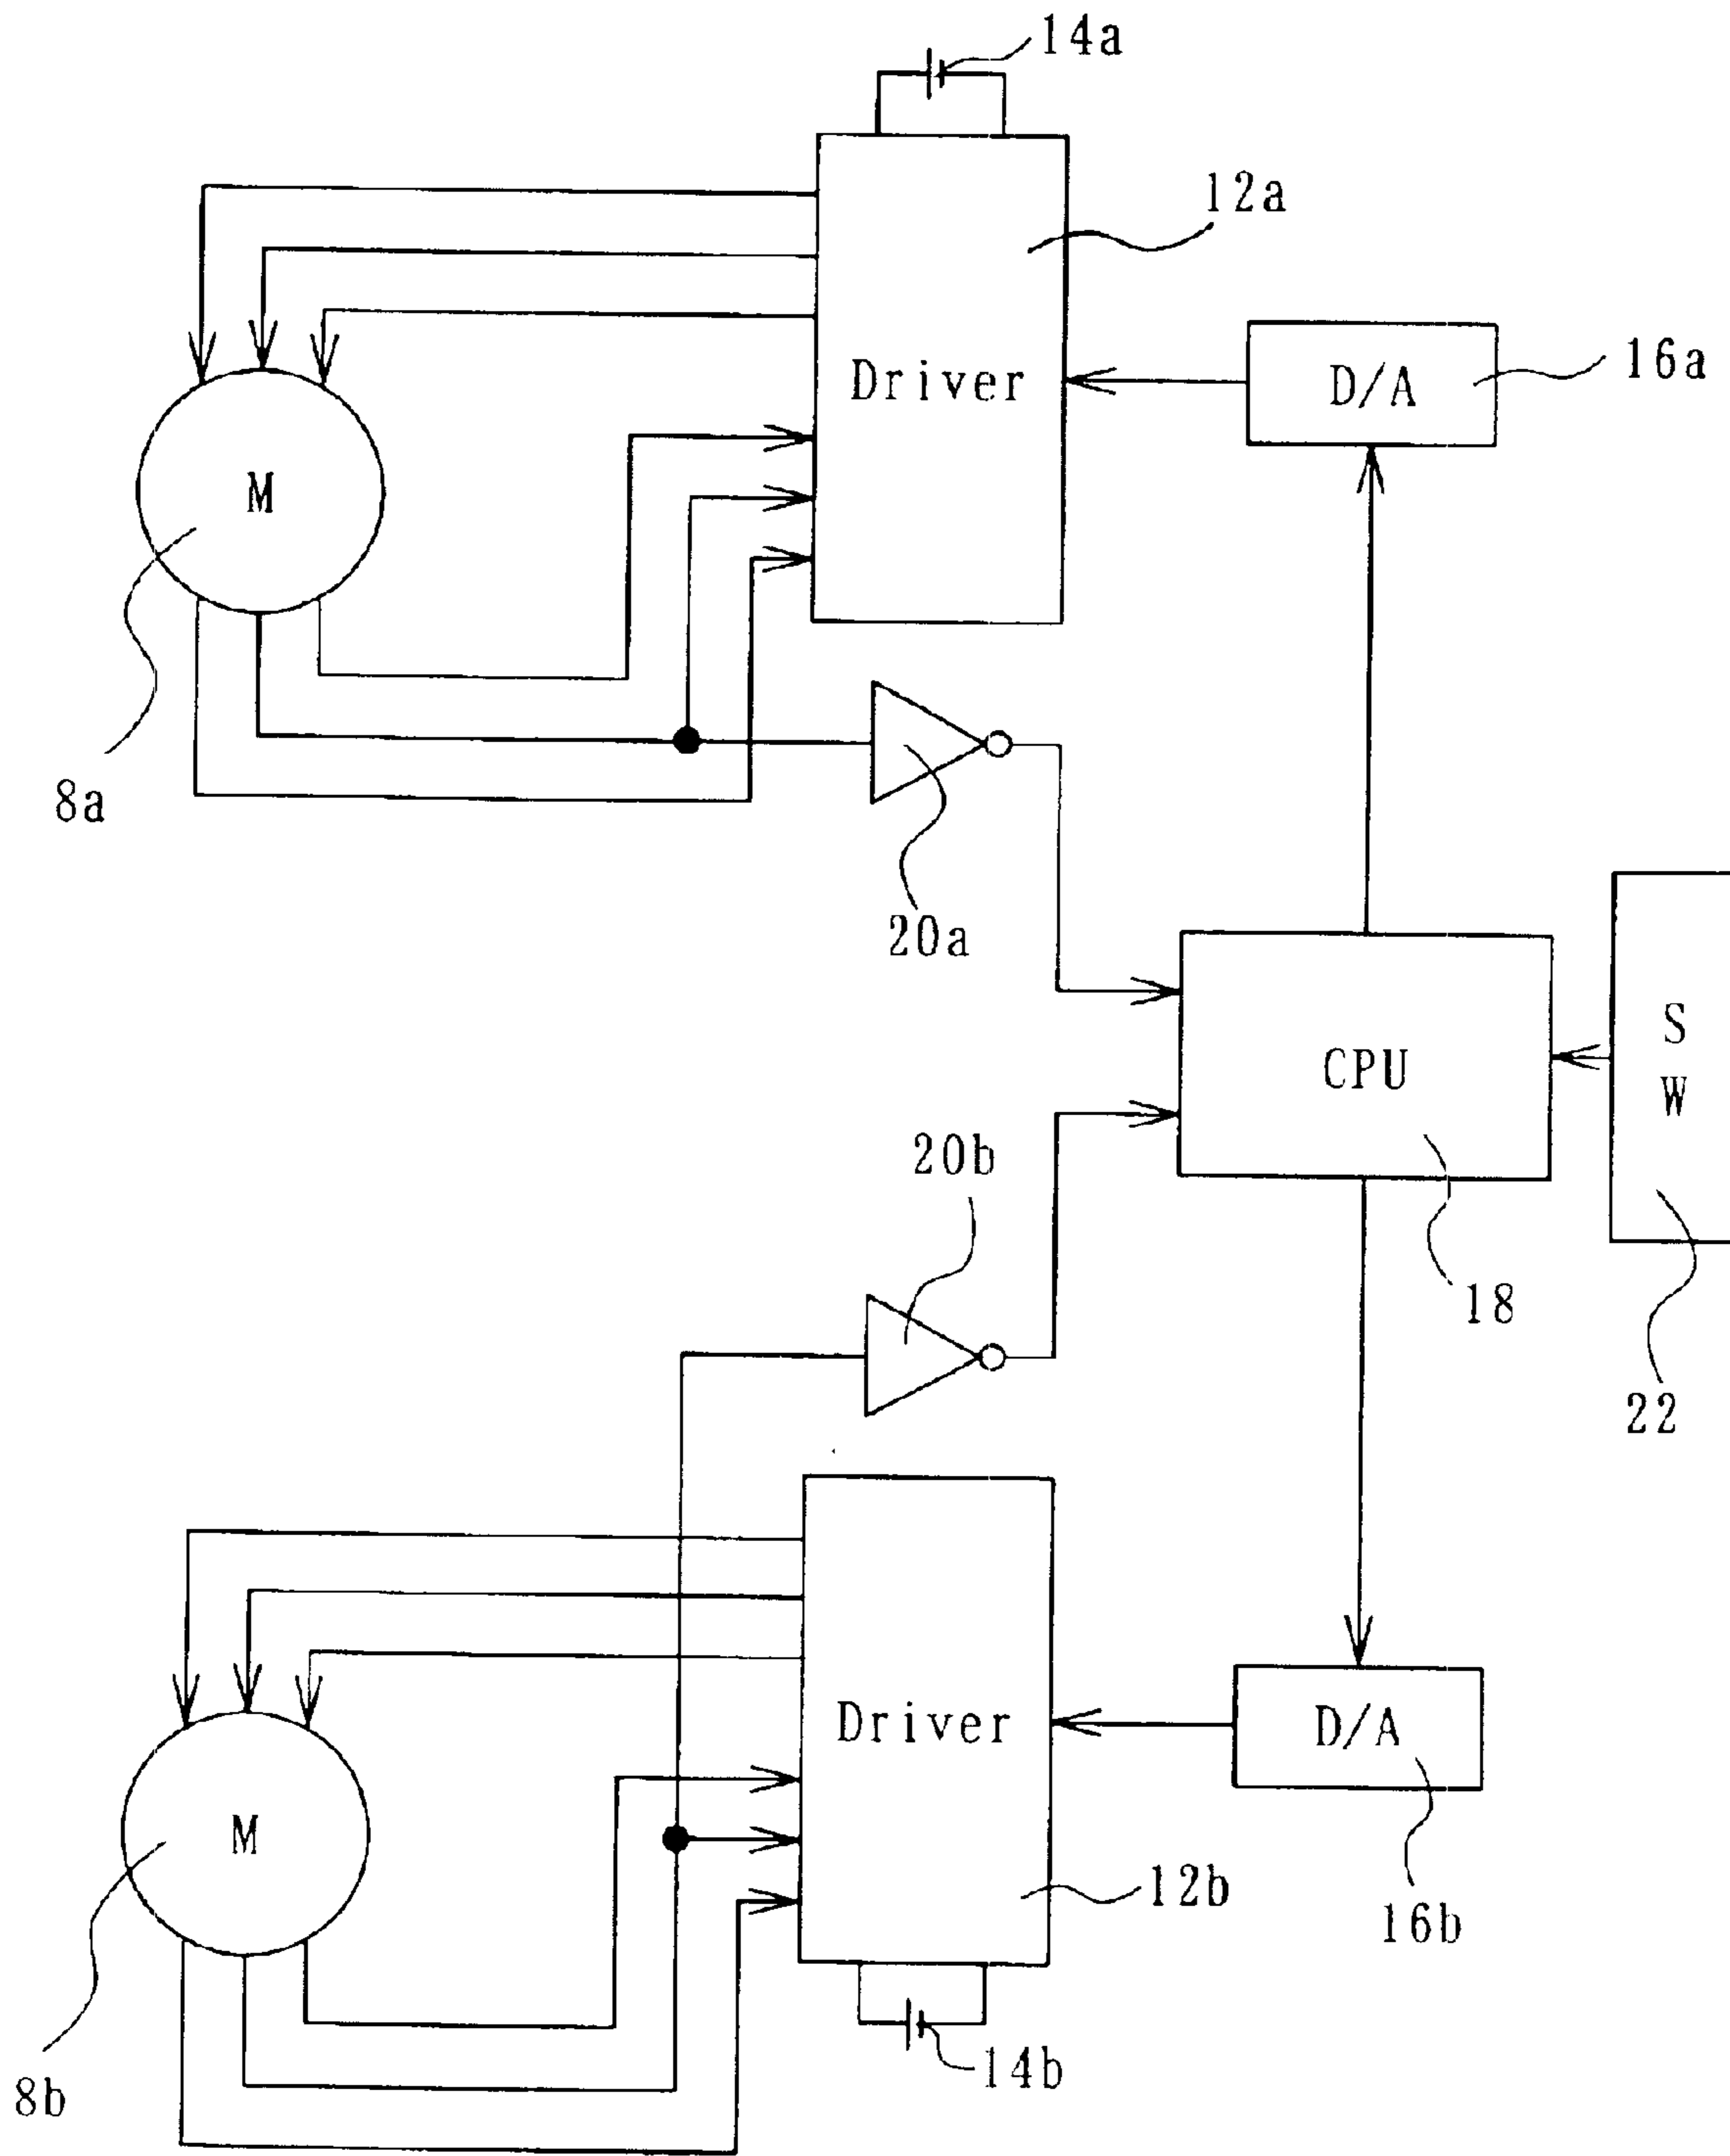 14a
12a
Driver
D/A
16a
M
8a
20a
CPU
S
W
20b
18
22
Driver
D/A
M
12b
16b
14b
8b